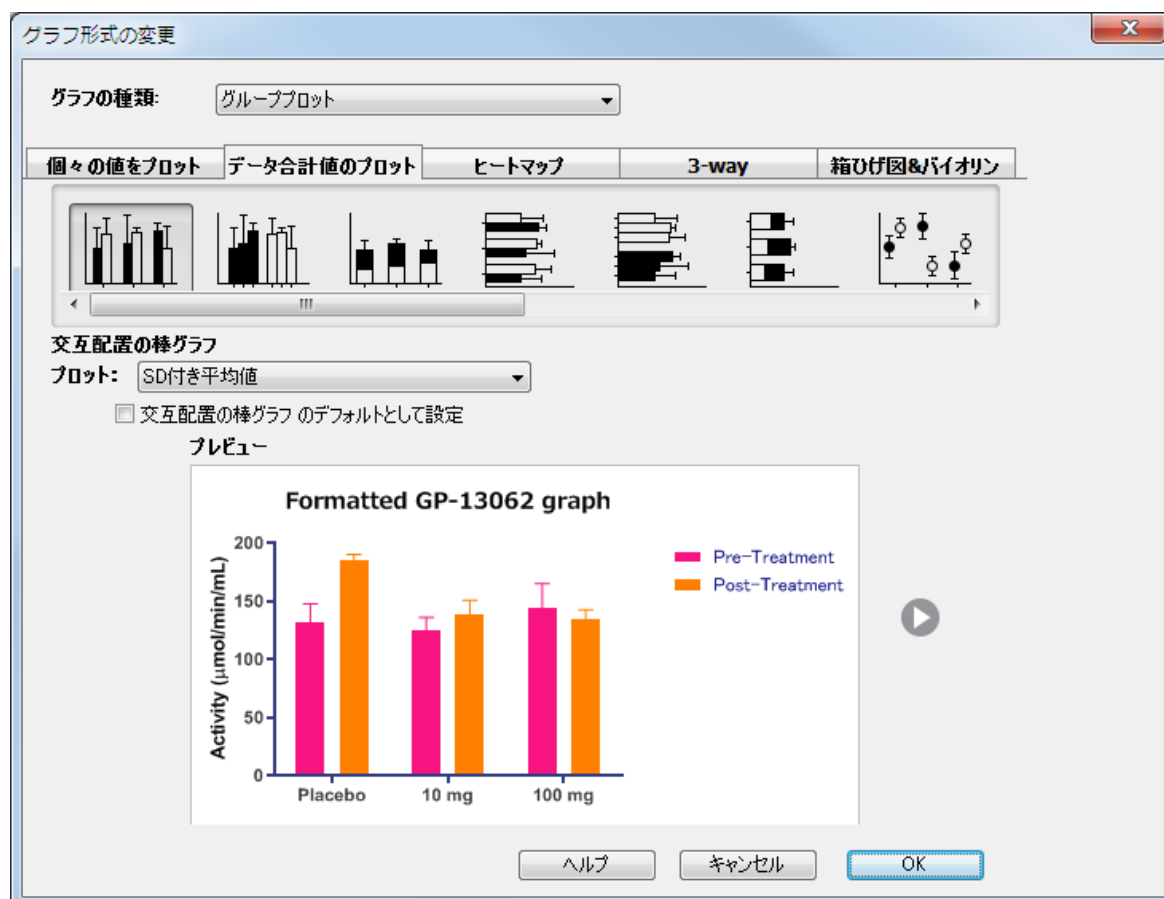 グラフ形式の変更
グラフの種類: グループプロット
個々の値をプロット データ合計値のプロット ヒートマップ 3-way 箱ひげ図&バイオリン
交互配置の棒グラフ
プロット: SD付き平均値
交互配置の棒グラフ のデフォルトとして設定
プレビュー
Formatted GP-13062 graph
Activity (μmol/min/mL)
200
150
100
50
0
Placebo 10 mg 100 mg
Pre-Treatment
Post-Treatment
ヘルプ キャンセル OK